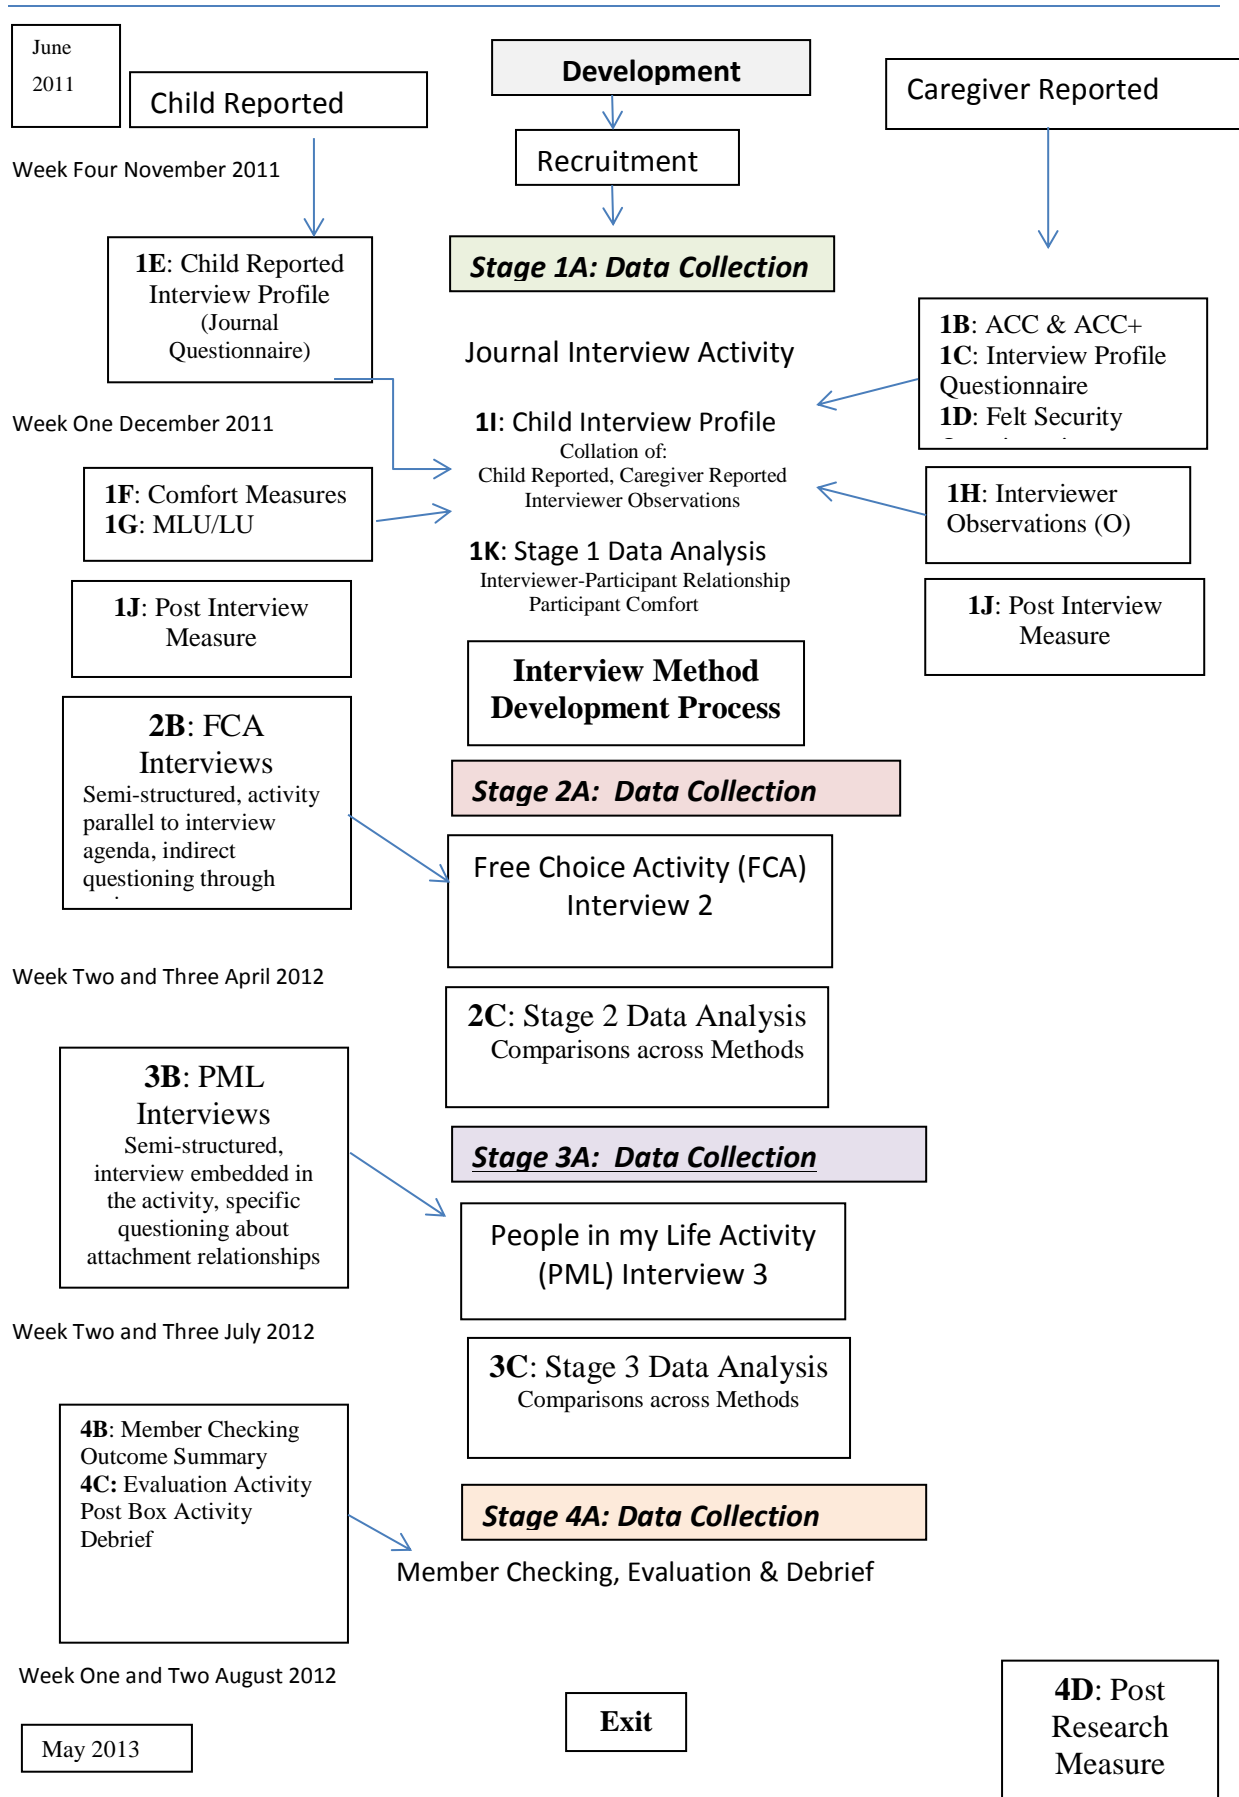 June
2011
Child Reported
Development
Caregiver Reported
Recruitment
Week Four November 2011
1E: Child Reported
Interview Profile
(Journal
Questionnaire)
Stage 1A: Data Collection
Journal Interview Activity
1B: ACC & ACC+
1C: Interview Profile
Questionnaire
1D: Felt Security
Week One December 2011
1I: Child Interview Profile
Collation of:
Child Reported, Caregiver Reported
Interviewer Observations
1F: Comfort Measures
1G: MLU/LU
1H: Interviewer
Observations (O)
1K: Stage 1 Data Analysis
Interviewer-Participant Relationship
Participant Comfort
1J: Post Interview
Measure
1J: Post Interview
Measure
Interview Method
Development Process
2B: FCA
Interviews
Semi-structured, activity
parallel to interview
agenda, indirect
questioning through
Stage 2A: Data Collection
Free Choice Activity (FCA)
Interview 2
Week Two and Three April 2012
2C: Stage 2 Data Analysis
Comparisons across Methods
3B: PML
Interviews
Semi-structured,
interview embedded in
the activity, specific
questioning about
attachment relationships
Stage 3A: Data Collection
People in my Life Activity
(PML) Interview 3
Week Two and Three July 2012
3C: Stage 3 Data Analysis
Comparisons across Methods
4B: Member Checking
Outcome Summary
4C: Evaluation Activity
Post Box Activity
Debrief
Stage 4A: Data Collection
Member Checking, Evaluation & Debrief
Week One and Two August 2012
Exit
4D: Post
Research
Measure
May 2013